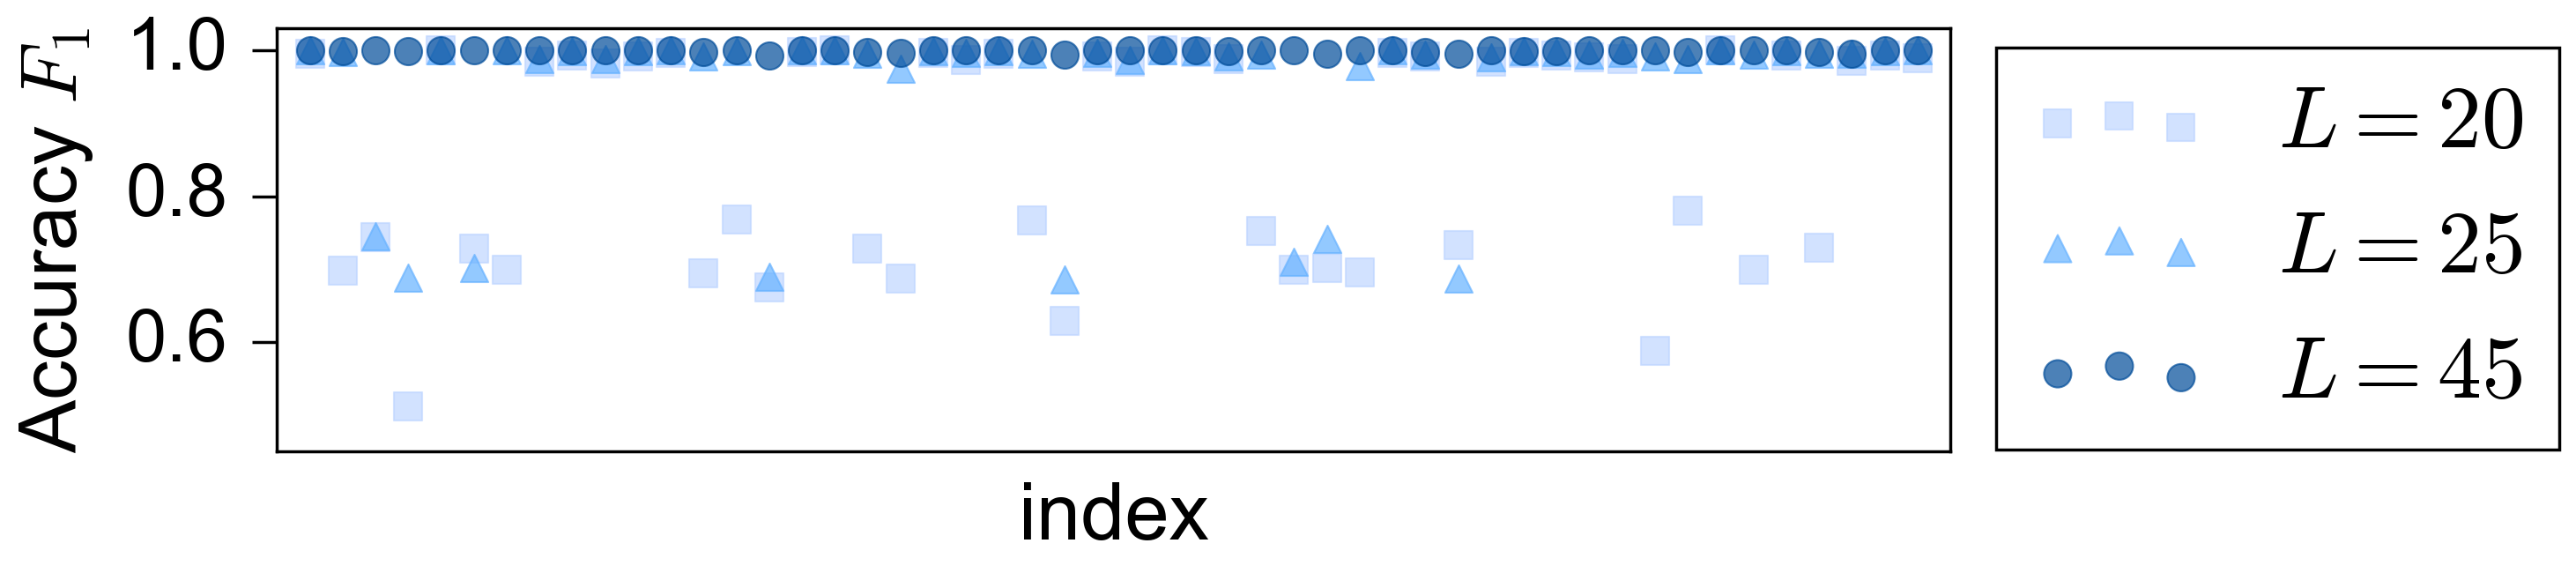 Accuracy F₁
1.0
0.8
0.6
index
L = 20
L = 25
L = 45